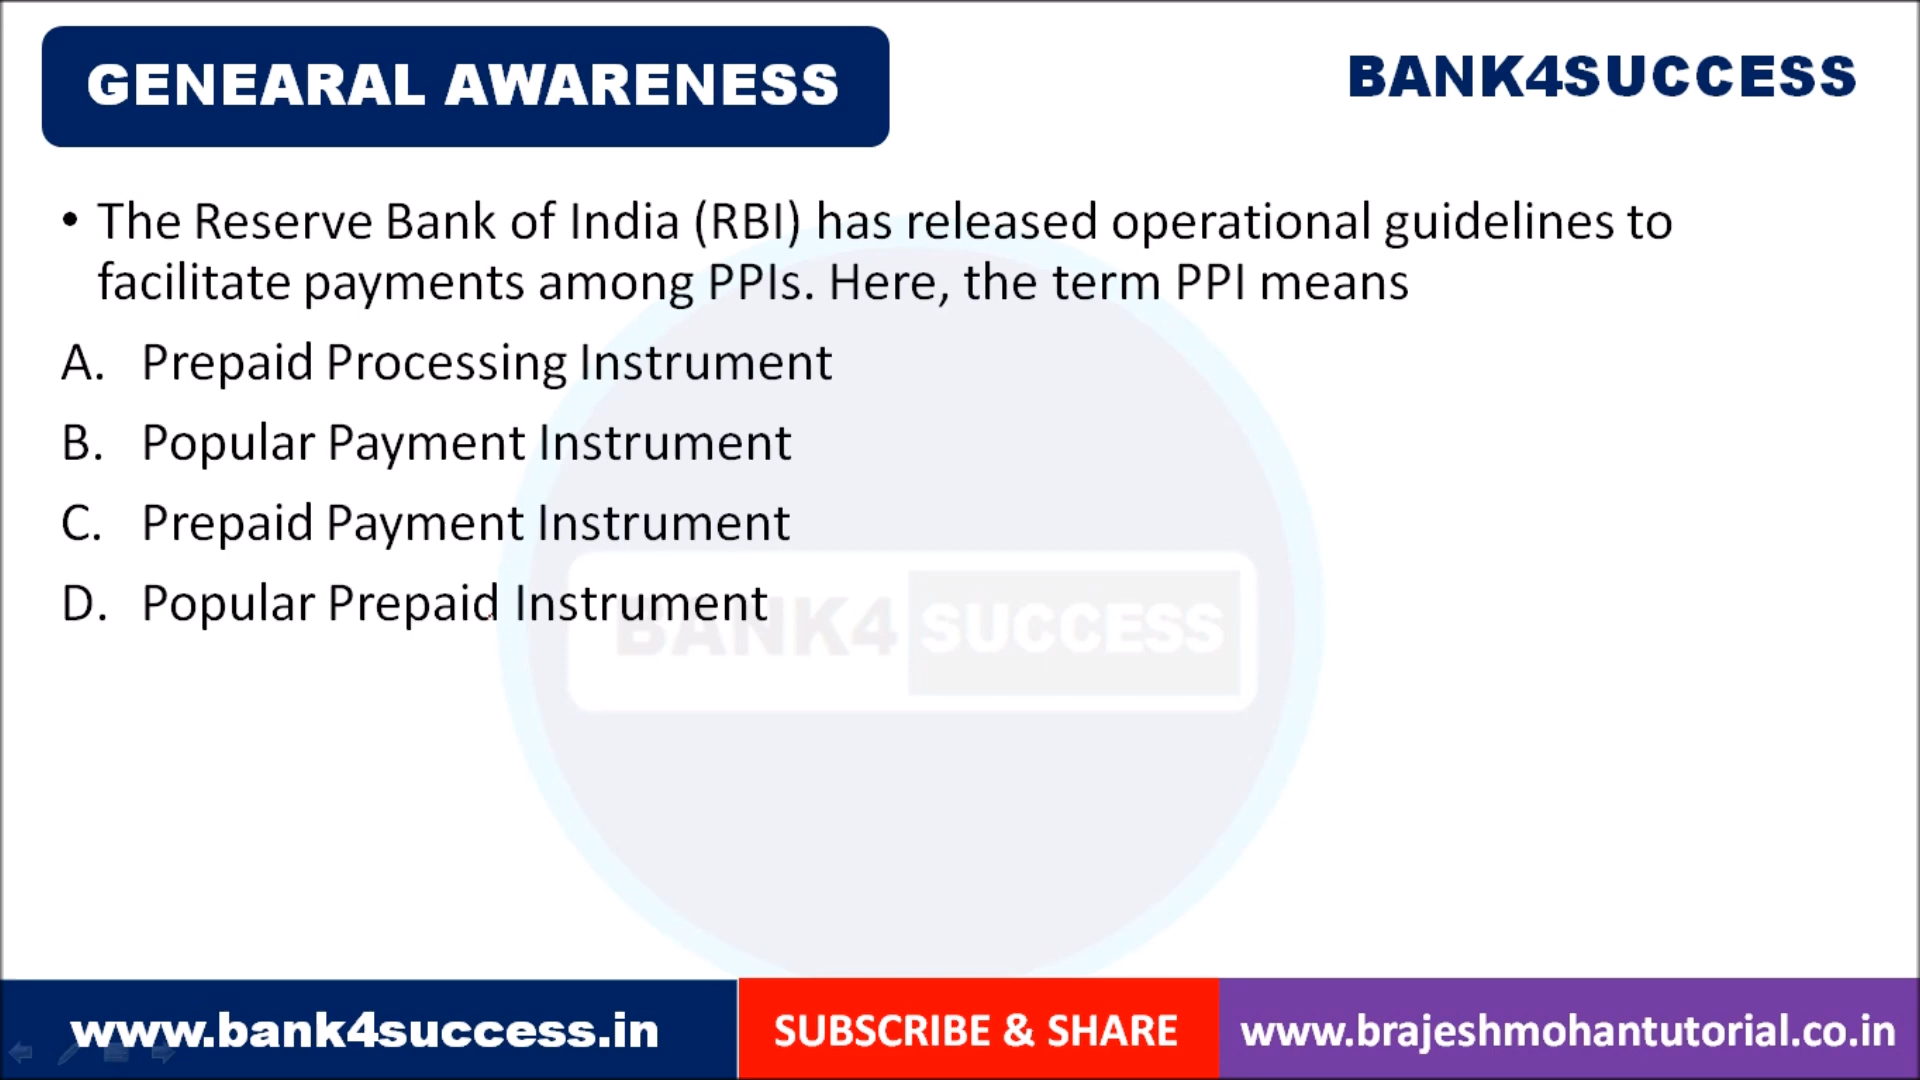 GENEARAL AWARENESS
BANK4SUCCESS
• The Reserve Bank of India (RBI) has released operational guidelines to
facilitate payments among PPIs. Here, the term PPI means
A. Prepaid Processing Instrument
B. Popular Payment Instrument
C. Prepaid Payment Instrument
D. Popular Prepaid Instrument
BANK4 SUCCESS
www.bank4success.in
SUBSCRIBE & SHARE
www.brajeshmohantutorial.co.in